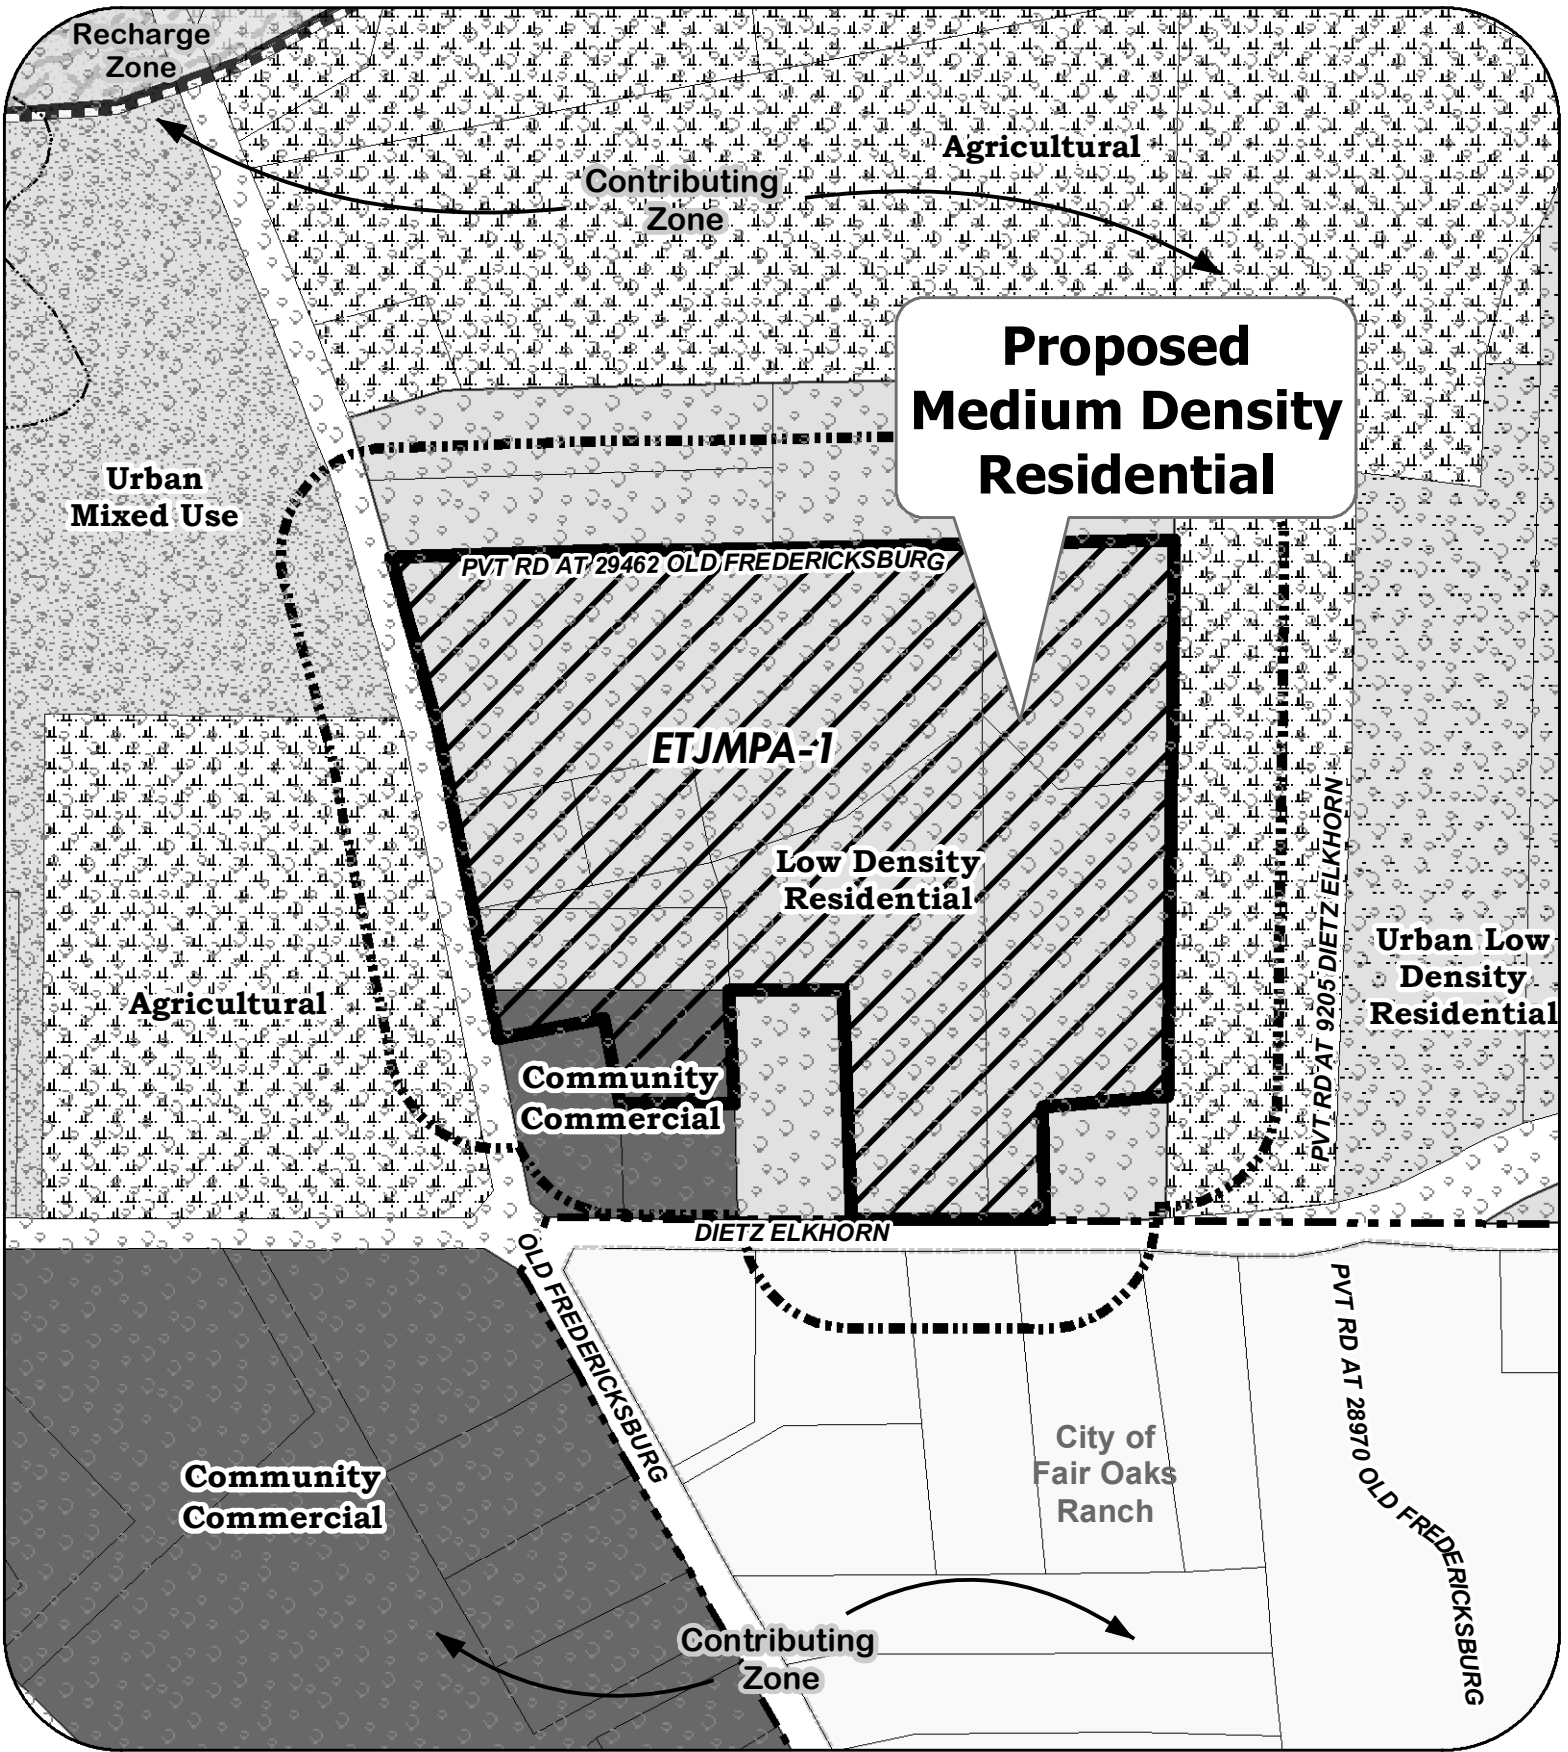 Recharge
Zone
Agricultural
Contributing
Zone
Proposed
Medium Density
Residential
Urban
Mixed Use
PVT RD AT 29462 OLD FREDERICKSBURG
ETJMPA-1
Low Density
Residential
PVT RD AT 9205 DIETZ ELKHORN
Urban Low
Density
Residential
Agricultural
Community
Commercial
DIETZ ELKHORN
OLD FREDERICKSBURG
PVT RD AT 28970 OLD FREDERICKSBURG
City of
Fair Oaks
Ranch
Community
Commercial
Contributing
Zone